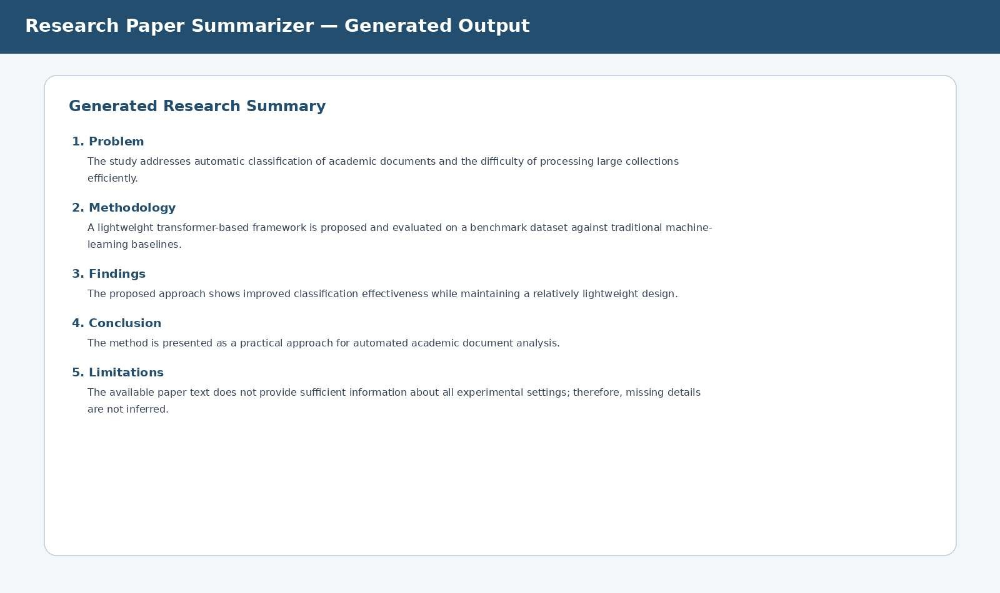 Research Paper Summarizer — Generated Output
Generated Research Summary
1. Problem
The study addresses automatic classification of academic documents and the difficulty of processing large collections
efficiently.
2. Methodology
A lightweight transformer-based framework is proposed and evaluated on a benchmark dataset against traditional machine-
learning baselines.
3. Findings
The proposed approach shows improved classification effectiveness while maintaining a relatively lightweight design.
4. Conclusion
The method is presented as a practical approach for automated academic document analysis.
5. Limitations
The available paper text does not provide sufficient information about all experimental settings; therefore, missing details
are not inferred.